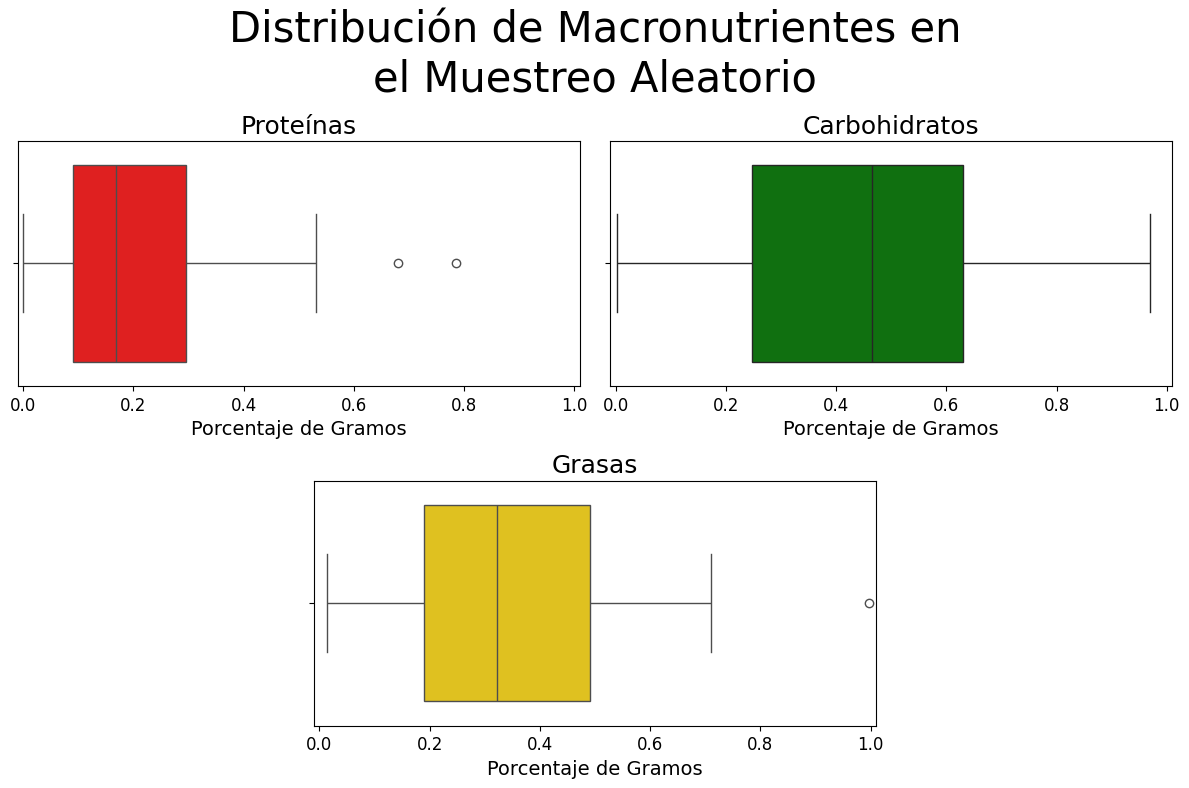 Distribución de Macronutrientes en
el Muestreo Aleatorio
Proteínas
0.0 0.2 0.4 0.6 0.8 1.0
Porcentaje de Gramos
Carbohidratos
0.0 0.2 0.4 0.6 0.8 1.0
Porcentaje de Gramos
Grasas
0.0 0.2 0.4 0.6 0.8 1.0
Porcentaje de Gramos